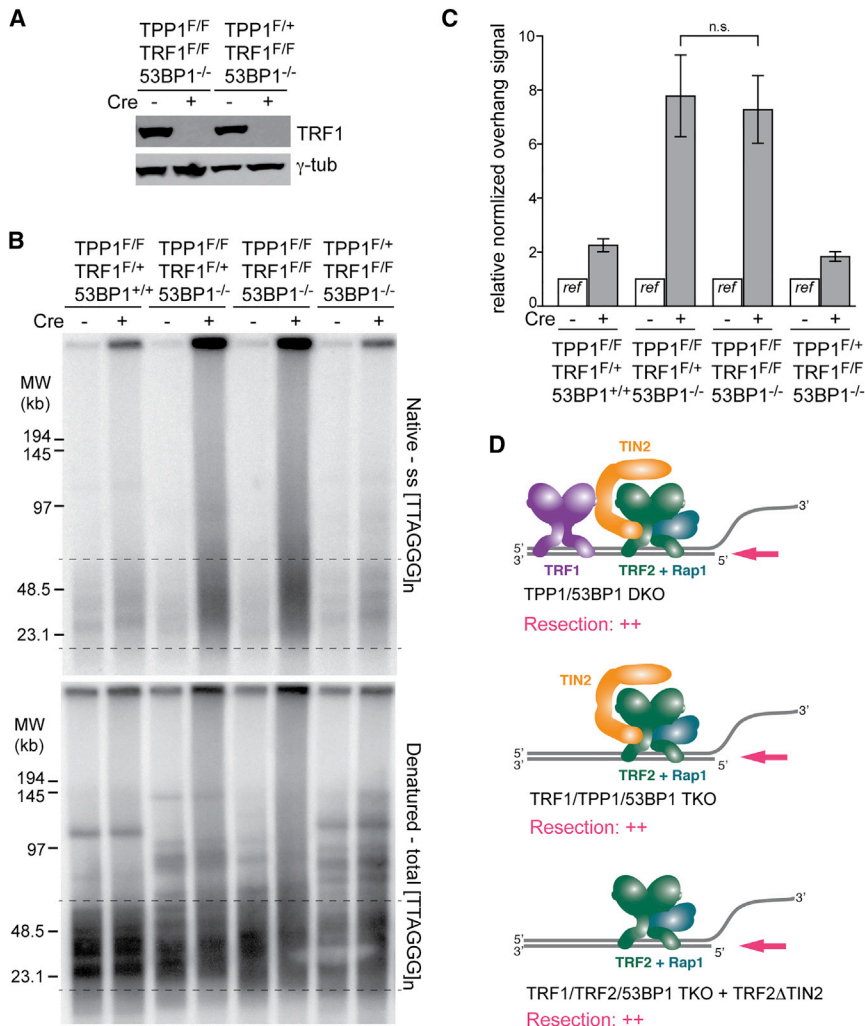 A
TPP1F/F TPP1F/+
TRF1F/F TRF1F/F
53BP1-/- 53BP1-/-
Cre - + - +
TRF1
γ-tub
B
TPP1F/F TPP1F/F TPP1F/F TPP1F/+
TRF1F/+ TRF1F/+ TRF1F/F TRF1F/F
53BP1+/+ 53BP1-/- 53BP1-/- 53BP1-/-
Cre - + - + - + - +
MW
(kb)
194
145
97
48.5
23.1
Native - ss [TTAGGG]n
MW
(kb)
194
145
97
48.5
23.1
Denatured - total [TTAGGG]n
C
relative normlized overhang signal
10
8
6
4
2
0
n.s.
ref ref ref ref
Cre - + - + - + - +
TPP1F/F TPP1F/F TPP1F/F TPP1F/+
TRF1F/+ TRF1F/+ TRF1F/F TRF1F/F
53BP1+/+ 53BP1-/- 53BP1-/- 53BP1-/-
D
TIN2
3'
5'
3'
5'
TRF1 TRF2 + Rap1
TPP1/53BP1 DKO
Resection: ++
TIN2
3'
5'
3'
5'
TRF2 + Rap1
TRF1/TPP1/53BP1 TKO
Resection: ++
3'
5'
3'
5'
TRF2 + Rap1
TRF1/TRF2/53BP1 TKO + TRF2ΔTIN2
Resection: ++